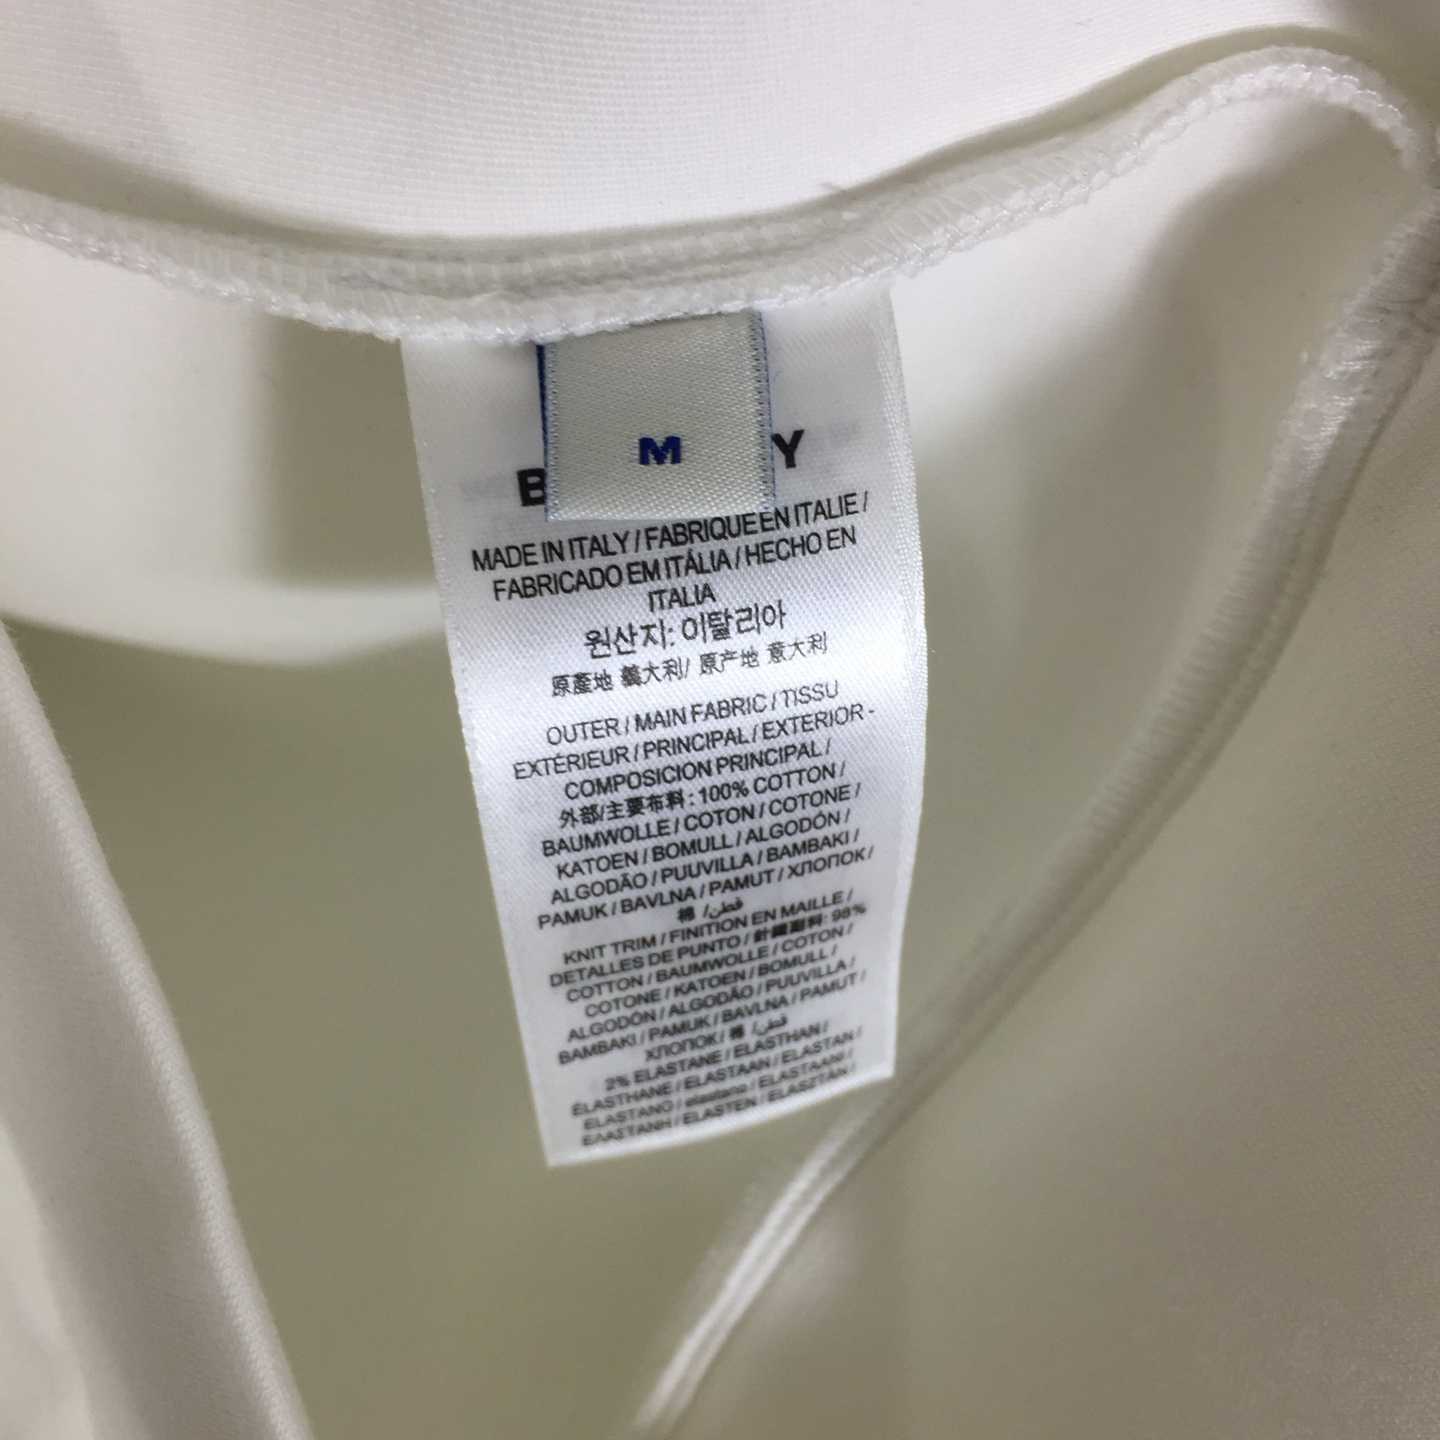 M
B Y
MADE IN ITALY / FABRIQUE EN ITALIE /
FABRICADO EM ITÁLIA / HECHO EN
ITALIA
원산지: 이탈리아
原產地 義大利/ 原产地 意大利
OUTER / MAIN FABRIC / TISSU
EXTÉRIEUR / PRINCIPAL / EXTERIOR -
COMPOSICION PRINCIPAL /
外部/主要布料: 100% COTTON /
BAUMWOLLE / COTON / COTONE /
KATOEN / BOMULL / ALGODÓN /
ALGODÃO / PUUVILLA / BAMBAKI /
PAMUK / BAVLNA / PAMUT / ХЛОПОК /
棉 /قطن
KNIT TRIM / FINITION EN MAILLE /
DETALLES DE PUNTO / 針織副料: 98%
COTTON / BAUMWOLLE / COTON /
COTONE / KATOEN / BOMULL /
ALGODÓN / ALGODÃO / PUUVILLA /
BAMBAKI / PAMUK / BAVLNA / PAMUT /
ХЛОПОК / 棉 /قطن
2% ELASTANE / ELASTHAN /
ÉLASTHANE / ELASTAAN / ELASTAN /
ELASTANO / elastano / ELASTAANI /
ΕΛΑΣΤΑΝΗ / ELASTEN / ELASZTÁN /